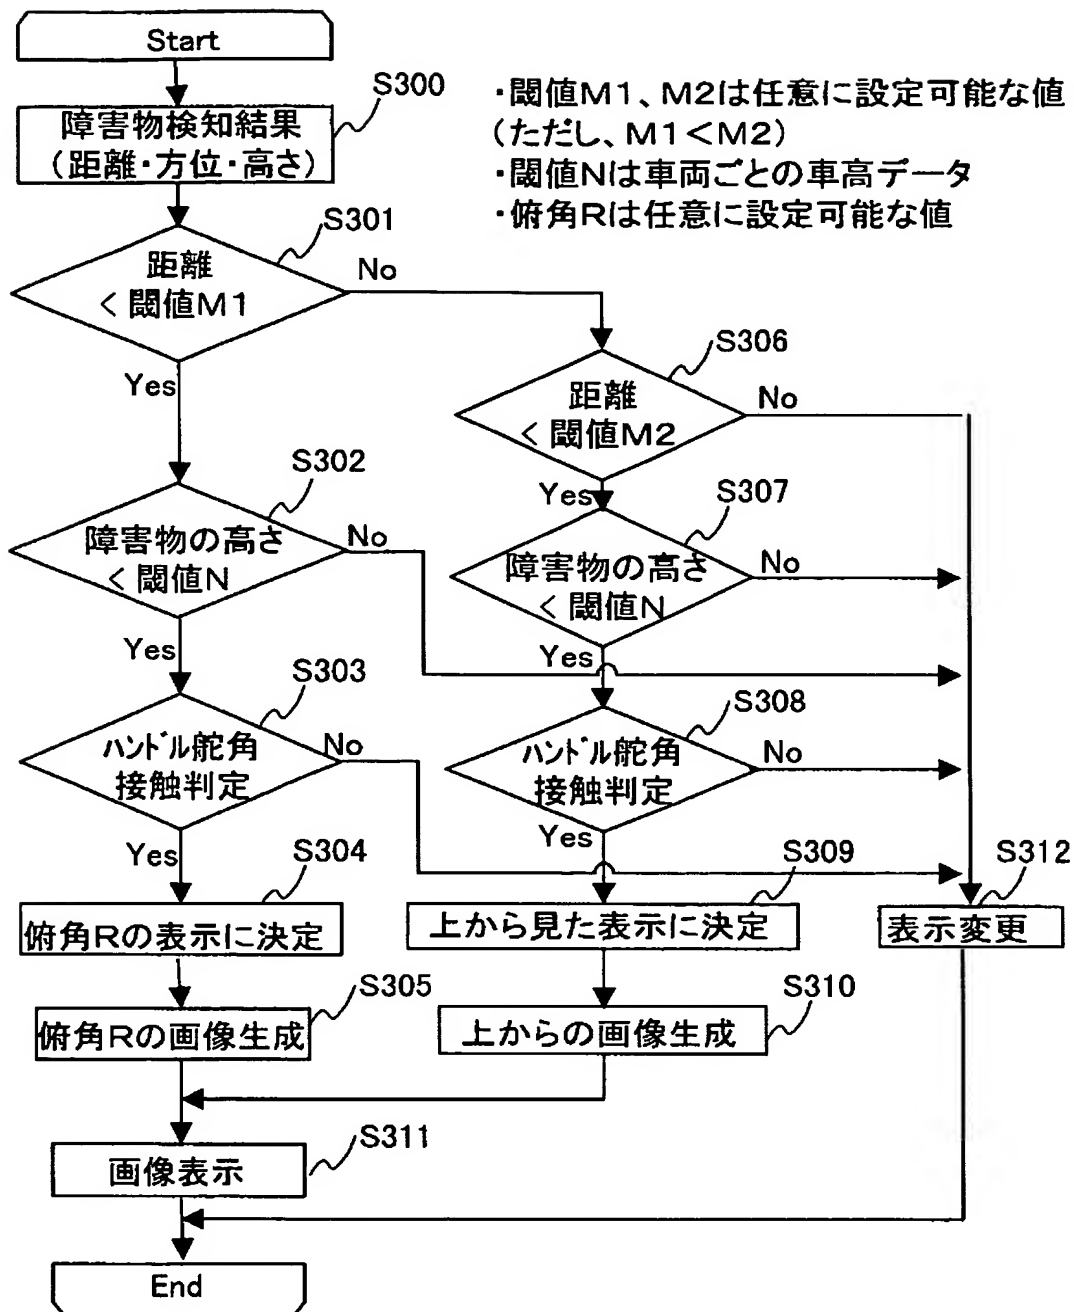 Start
S300
障害物検知結果
(距離・方位・高さ)
・閾値M1、M2は任意に設定可能な値
(ただし、M1<M2)
・閾値Nは車両ごとの車高データ
・俯角Rは任意に設定可能な値
S301
距離
<閾値M1
No
Yes
S306
距離
<閾値M2
No
Yes
S302
障害物の高さ
<閾値N
No
Yes
S307
障害物の高さ
<閾値N
No
Yes
S303
ハンドル舵角
接触判定
No
Yes
S308
ハンドル舵角
接触判定
No
Yes
S304
俯角Rの表示に決定
S309
上から見た表示に決定
S312
表示変更
S305
俯角Rの画像生成
S310
上からの画像生成
S311
画像表示
End